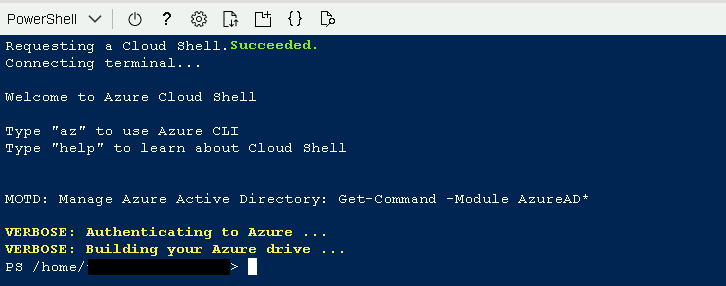 PowerShell
Requesting a Cloud Shell.Succeeded.
Connecting terminal...
Welcome to Azure Cloud Shell
Type "az" to use Azure CLI
Type "help" to learn about Cloud Shell
MOTD: Manage Azure Active Directory: Get-Command -Module AzureAD*
VERBOSE: Authenticating to Azure ...
VERBOSE: Building your Azure drive ...
PS /home/ >